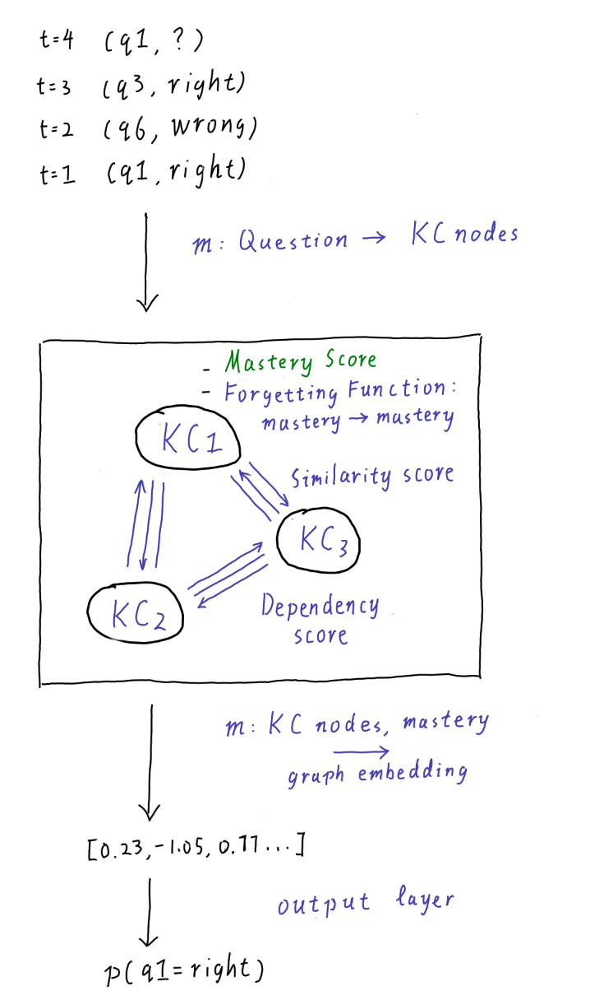 t=4 (q1, ?)
t=3 (q3, right)
t=2 (q6, wrong)
t=1 (q1, right)
m: Question → KC nodes
- Mastery Score
- Forgetting Function:
mastery → mastery
KC1
Similarity score
KC3
KC2
Dependency
score
m: KC nodes, mastery
→
graph embedding
[0.23, -1.05, 0.77...]
output layer
p(q1=right)